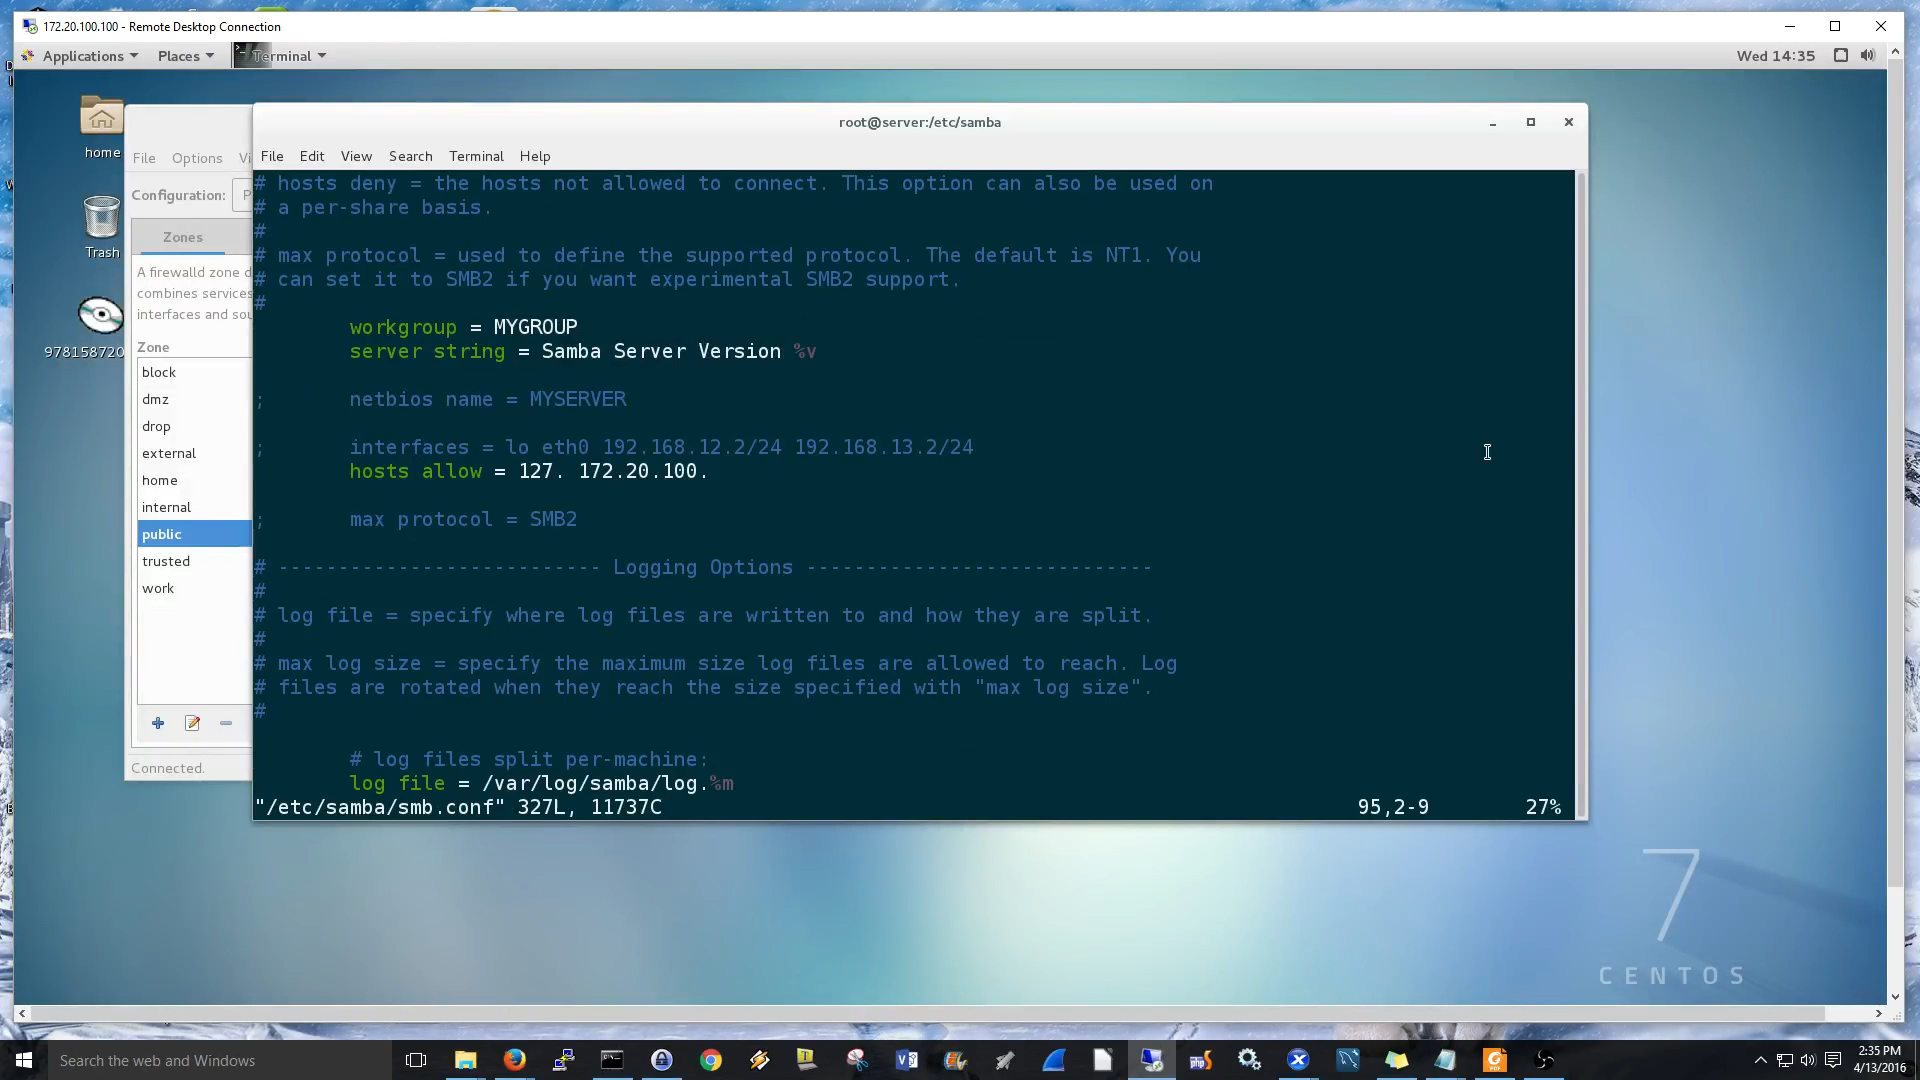 172.20.100.100 - Remote Desktop Connection
Applications Places Terminal Wed 14:35
home
Trash
978158720
File Options Vi
Configuration: P
Zones
A firewalld zone d
combines services
interfaces and sou
Zone
block
dmz
drop
external
home
internal
public
trusted
work
Connected.
root@server:/etc/samba
File Edit View Search Terminal Help
# hosts deny = the hosts not allowed to connect. This option can also be used on
# a per-share basis.
#
# max protocol = used to define the supported protocol. The default is NT1. You
# can set it to SMB2 if you want experimental SMB2 support.
#
workgroup = MYGROUP
server string = Samba Server Version %v
; netbios name = MYSERVER
; interfaces = lo eth0 192.168.12.2/24 192.168.13.2/24
hosts allow = 127. 172.20.100.
; max protocol = SMB2
# --------------------------- Logging Options -----------------------------
#
# log file = specify where log files are written to and how they are split.
#
# max log size = specify the maximum size log files are allowed to reach. Log
# files are rotated when they reach the size specified with "max log size".
#
# log files split per-machine:
log file = /var/log/samba/log.%m
"/etc/samba/smb.conf" 327L, 11737C 95,2-9 27%
7
CENTOS
Search the web and Windows
2:35 PM
4/13/2016